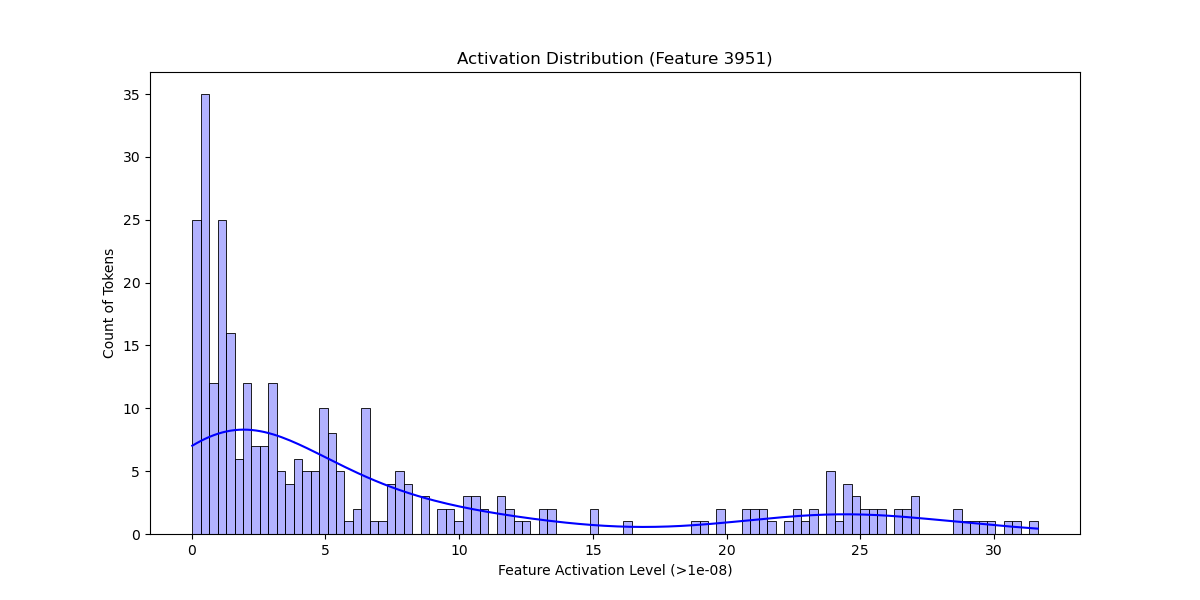 Activation Distribution (Feature 3951)
35
30
25
20
15
10
5
0
Count of Tokens
0 5 10 15 20 25 30
Feature Activation Level (>1e-08)